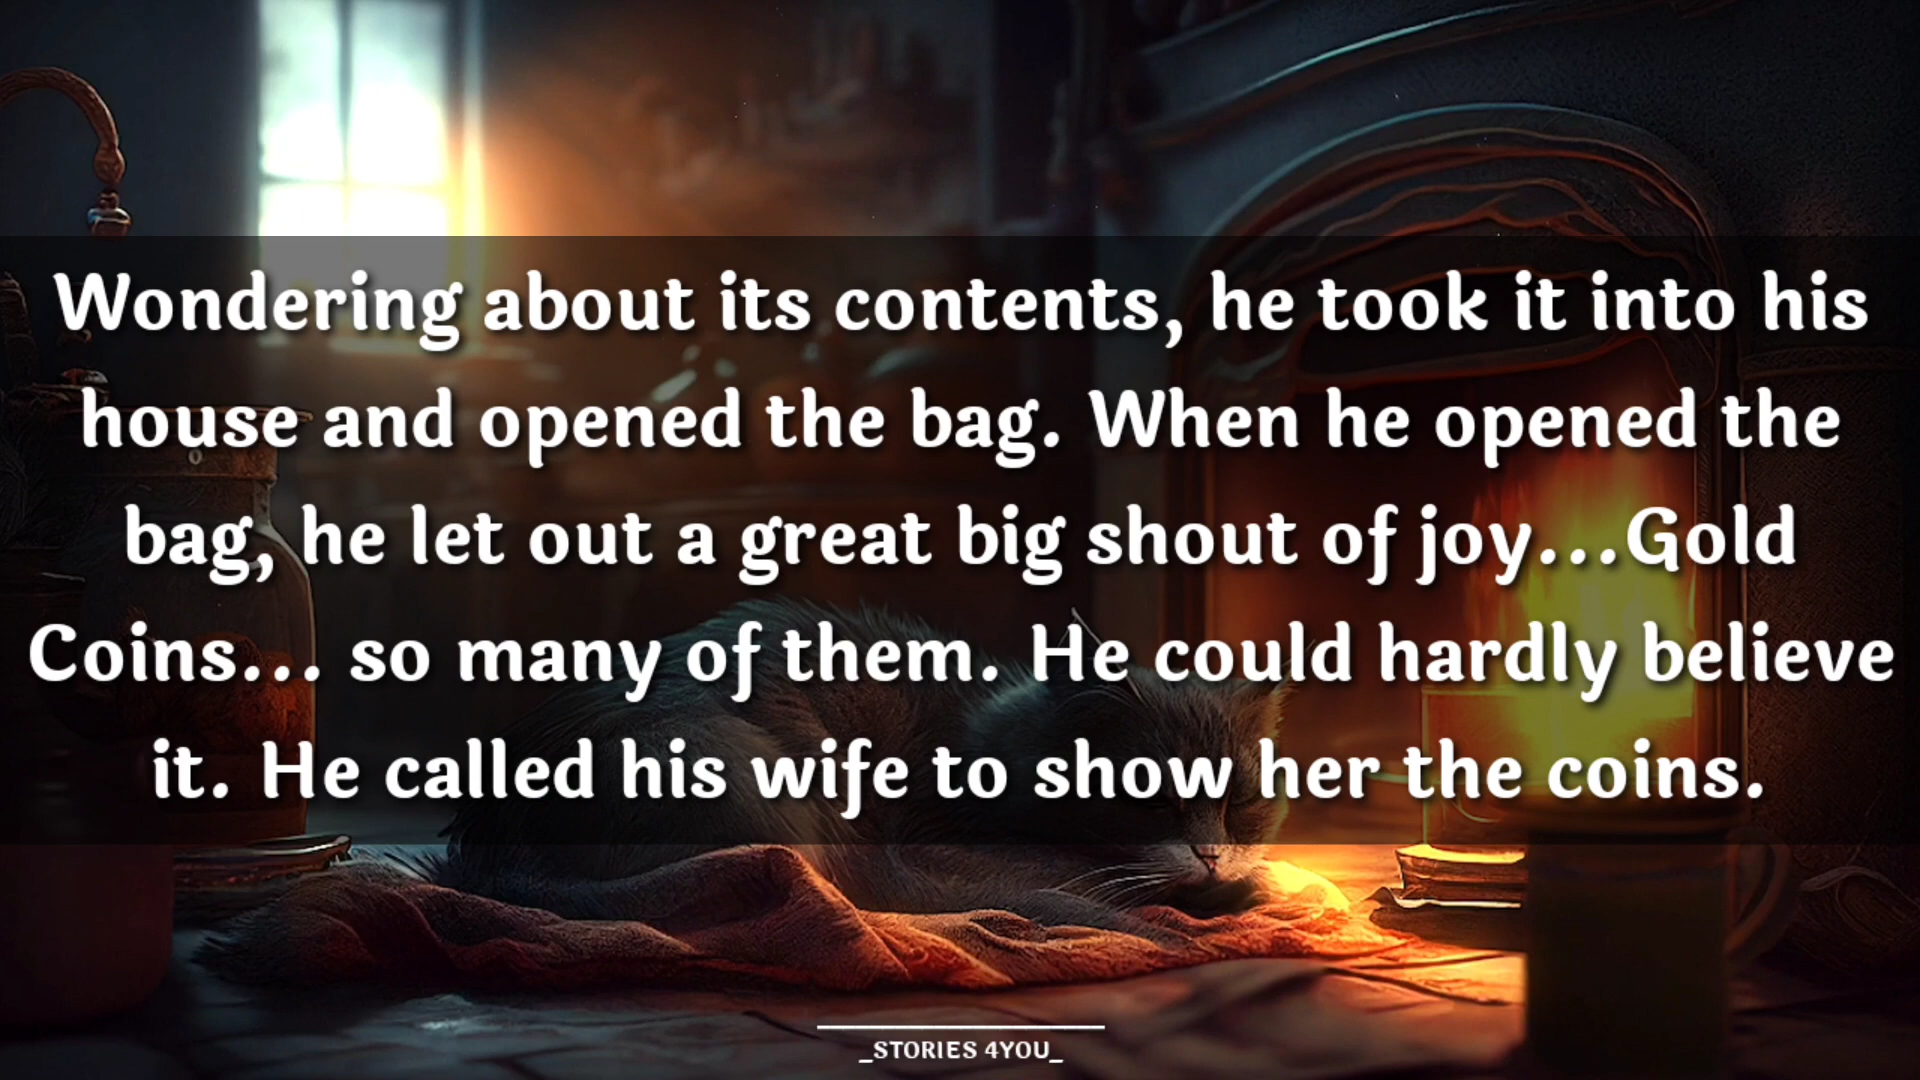 Wondering about its contents, he took it into his
house and opened the bag. When he opened the
bag, he let out a great big shout of joy...Gold
Coins... so many of them. He could hardly believe
it. He called his wife to show her the coins.
_STORIES 4YOU_